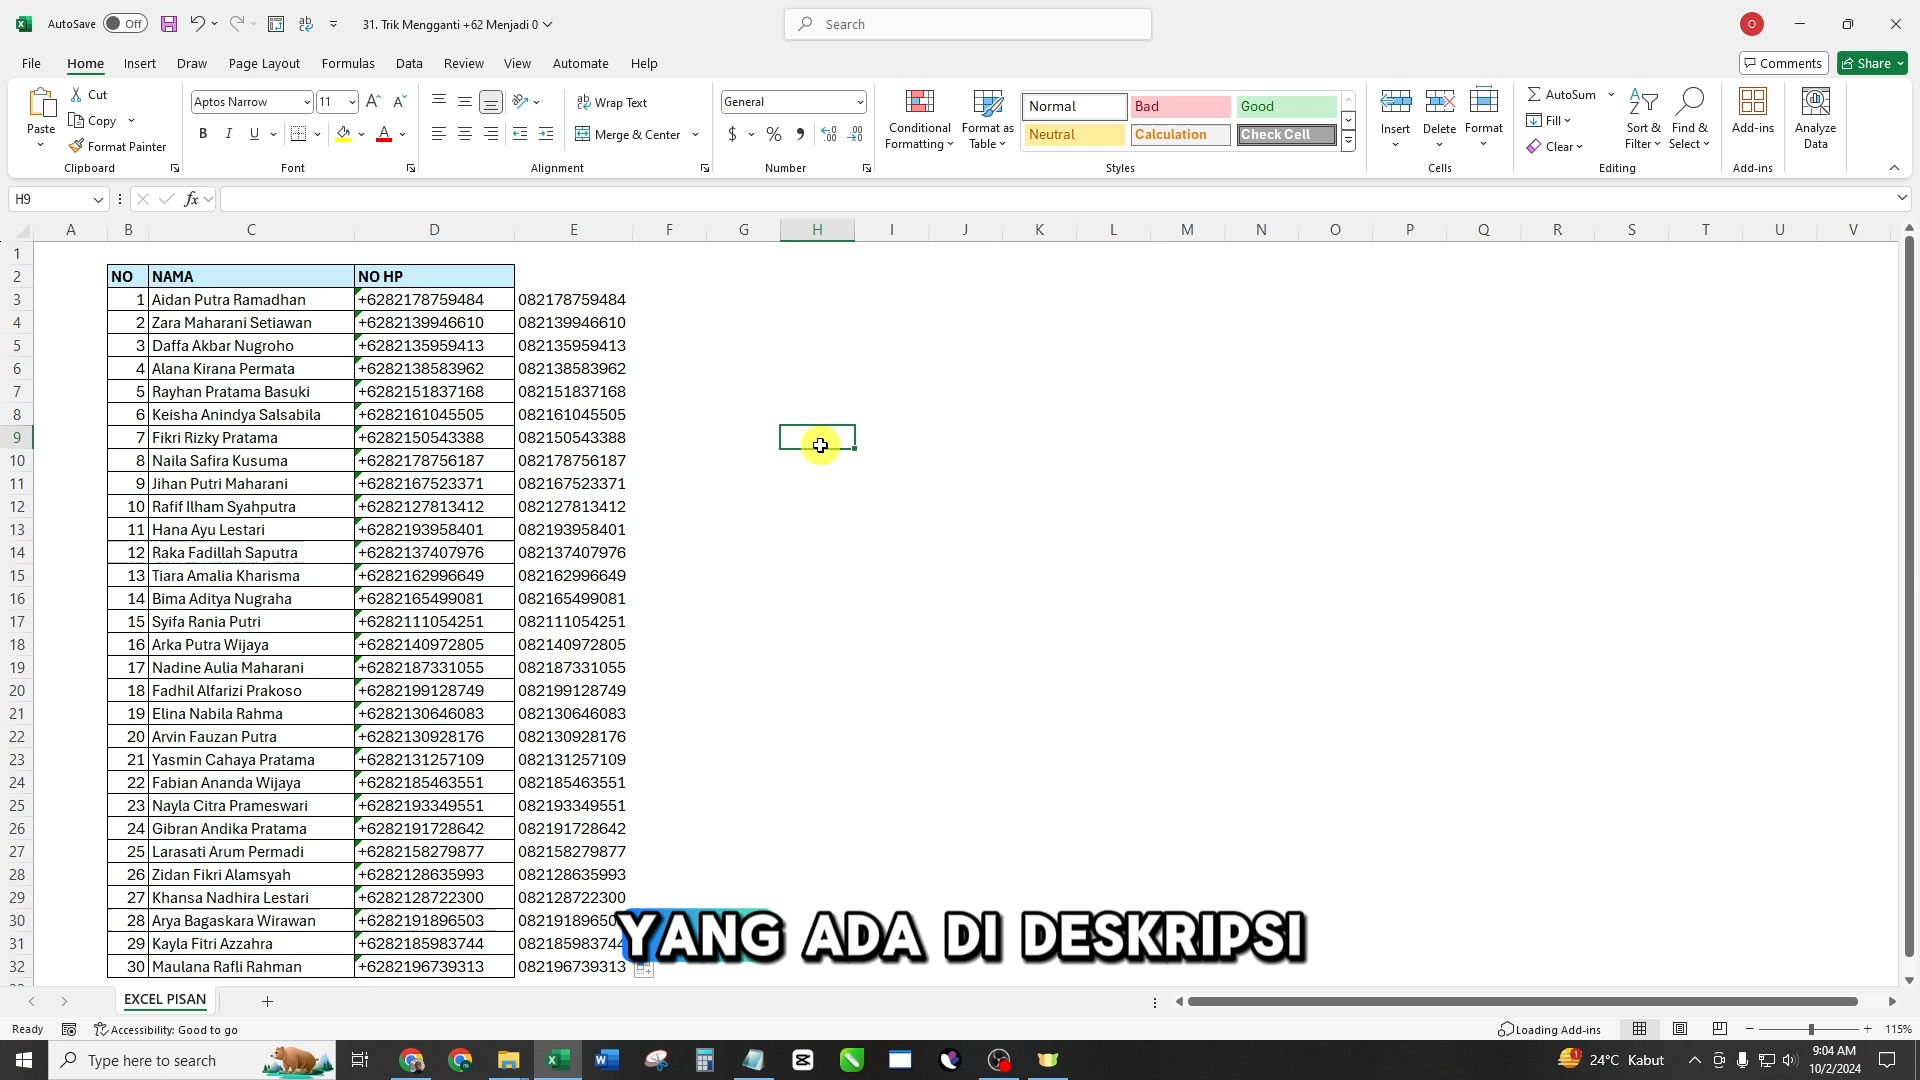 AutoSave Off 31. Trik Mengganti +62 Menjadi 0 Search O
File Home Insert Draw Page Layout Formulas Data Review View Automate Help Comments Share
Paste Cut Copy Format Painter Clipboard
Aptos Narrow 11 B I U Font
Wrap Text Merge & Center Alignment
General $ % Number
Conditional Formatting Format as Table Normal Bad Good Neutral Calculation Check Cell Styles
Insert Delete Format Cells
AutoSum Fill Clear Sort & Filter Find & Select Editing
Add-ins Add-ins
Analyze Data
H9 fx
A B C D E F G H I J K L M N O P Q R S T U V
1
2 NO NAMA NO HP
3 1 Aidan Putra Ramadhan +6282178759484 082178759484
4 2 Zara Maharani Setiawan +6282139946610 082139946610
5 3 Daffa Akbar Nugroho +6282135959413 082135959413
6 4 Alana Kirana Permata +6282138583962 082138583962
7 5 Rayhan Pratama Basuki +6282151837168 082151837168
8 6 Keisha Anindya Salsabila +6282161045505 082161045505
9 7 Fikri Rizky Pratama +6282150543388 082150543388
10 8 Naila Safira Kusuma +6282178756187 082178756187
11 9 Jihan Putri Maharani +6282167523371 082167523371
12 10 Rafif Ilham Syahputra +6282127813412 082127813412
13 11 Hana Ayu Lestari +6282193958401 082193958401
14 12 Raka Fadillah Saputra +6282137407976 082137407976
15 13 Tiara Amalia Kharisma +6282162996649 082162996649
16 14 Bima Aditya Nugraha +6282165499081 082165499081
17 15 Syifa Rania Putri +6282111054251 082111054251
18 16 Arka Putra Wijaya +6282140972805 082140972805
19 17 Nadine Aulia Maharani +6282187331055 082187331055
20 18 Fadhil Alfarizi Prakoso +6282199128749 082199128749
21 19 Elina Nabila Rahma +6282130646083 082130646083
22 20 Arvin Fauzan Putra +6282130928176 082130928176
23 21 Yasmin Cahaya Pratama +6282131257109 082131257109
24 22 Fabian Ananda Wijaya +6282185463551 082185463551
25 23 Nayla Citra Prameswari +6282193349551 082193349551
26 24 Gibran Andika Pratama +6282191728642 082191728642
27 25 Larasati Arum Permadi +6282158279877 082158279877
28 26 Zidan Fikri Alamsyah +6282128635993 082128635993
29 27 Khansa Nadhira Lestari +6282128722300 082128722300
30 28 Arya Bagaskara Wirawan +6282191896503
31 29 Kayla Fitri Azzahra +6282185983744 082185983744
32 30 Maulana Rafli Rahman +6282196739313 082196739313
YANG ADA DI DESKRIPSI
EXCEL PISAN
Ready Accessibility: Good to go Loading Add-ins 115%
Type here to search 24°C Kabut 9:04 AM
10/2/2024